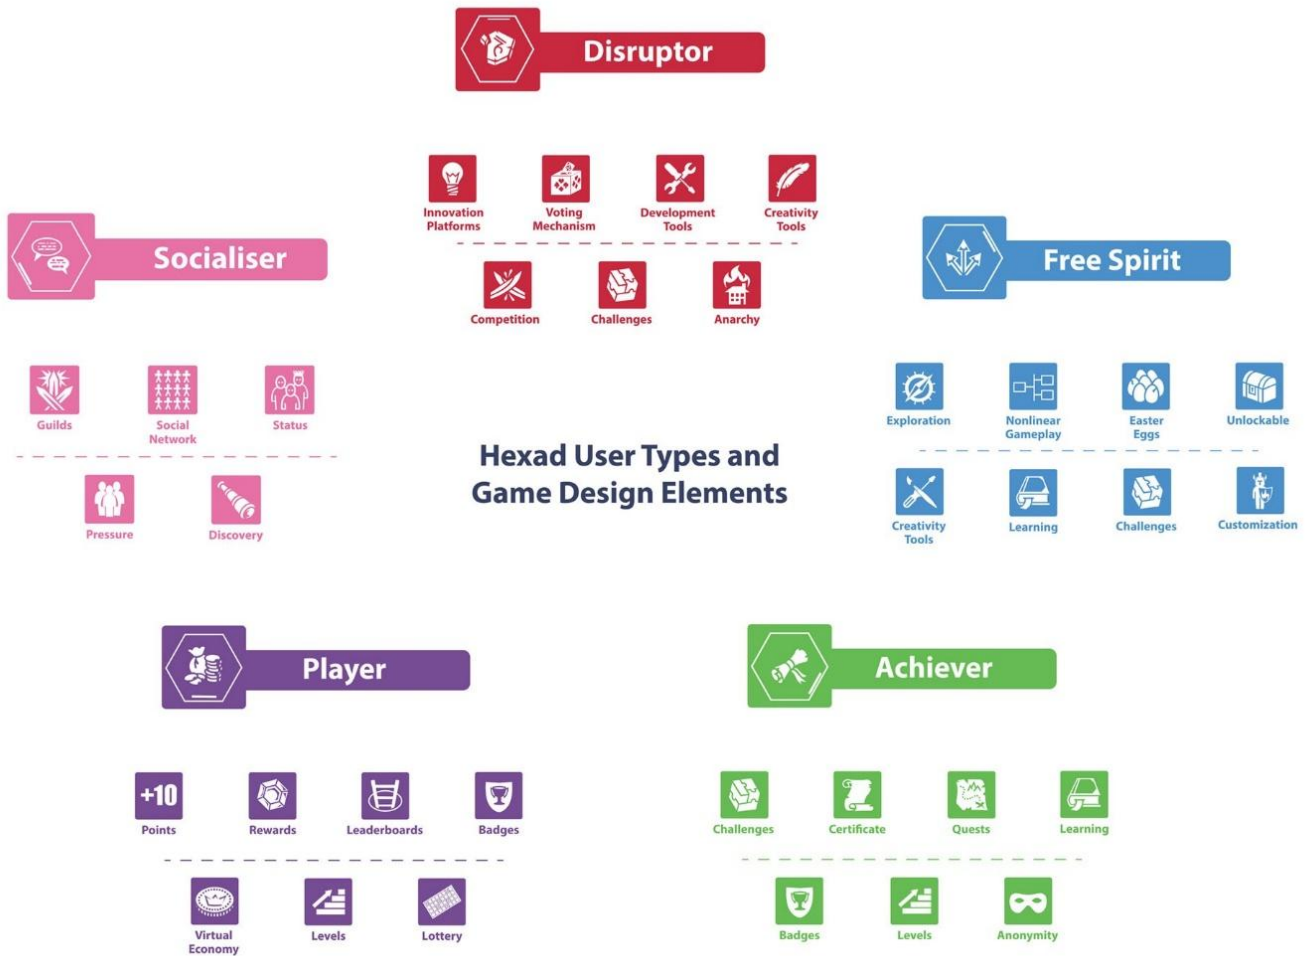 Disruptor
Innovation
Platforms
Voting
Mechanism
Development
Tools
Creativity
Tools
Competition
Challenges
Anarchy
Socialiser
Guilds
Social
Network
Status
Pressure
Discovery
Free Spirit
Exploration
Nonlinear
Gameplay
Easter
Eggs
Unlockable
Creativity
Tools
Learning
Challenges
Customization
Hexad User Types and
Game Design Elements
Player
+10
Points
Rewards
Leaderboards
Badges
Virtual
Economy
Levels
Lottery
Achiever
Challenges
Certificate
Quests
Learning
Badges
Levels
Anonymity